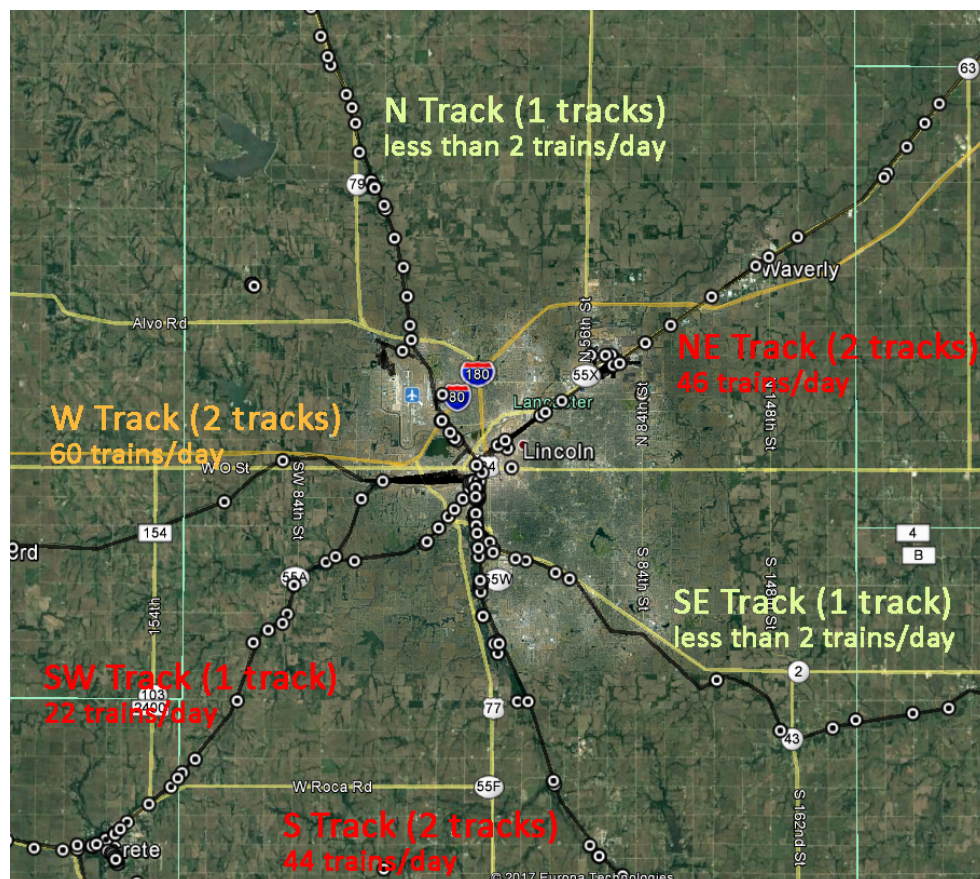 63
N Track (1 tracks)
less than 2 trains/day
79
Waverly
Alvo Rd
N 56th St
NE Track (2 tracks)
46 trains/day
180
55X
80
Lancaster
N 84th St
148th St
W Track (2 tracks)
60 trains/day
W O St
Lincoln
SW 84th St
154
4
B
3rd
55A
55W
S 84th St
S 148th St
154th
SE Track (1 track)
less than 2 trains/day
SW Track (1 track)
22 trains/day
103
2400
2
77
43
W Roca Rd
55F
S 162nd St
S Track (2 tracks)
44 trains/day
rete
© 2017 Europa Technologies